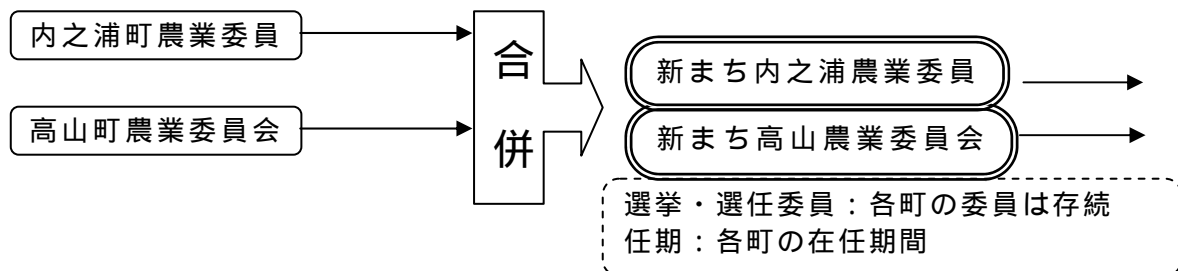 内之浦町農業委員
高山町農業委員会
合
併
新まち内之浦農業委員
新まち高山農業委員会
選挙・選任委員：各町の委員は存続
任期：各町の在任期間